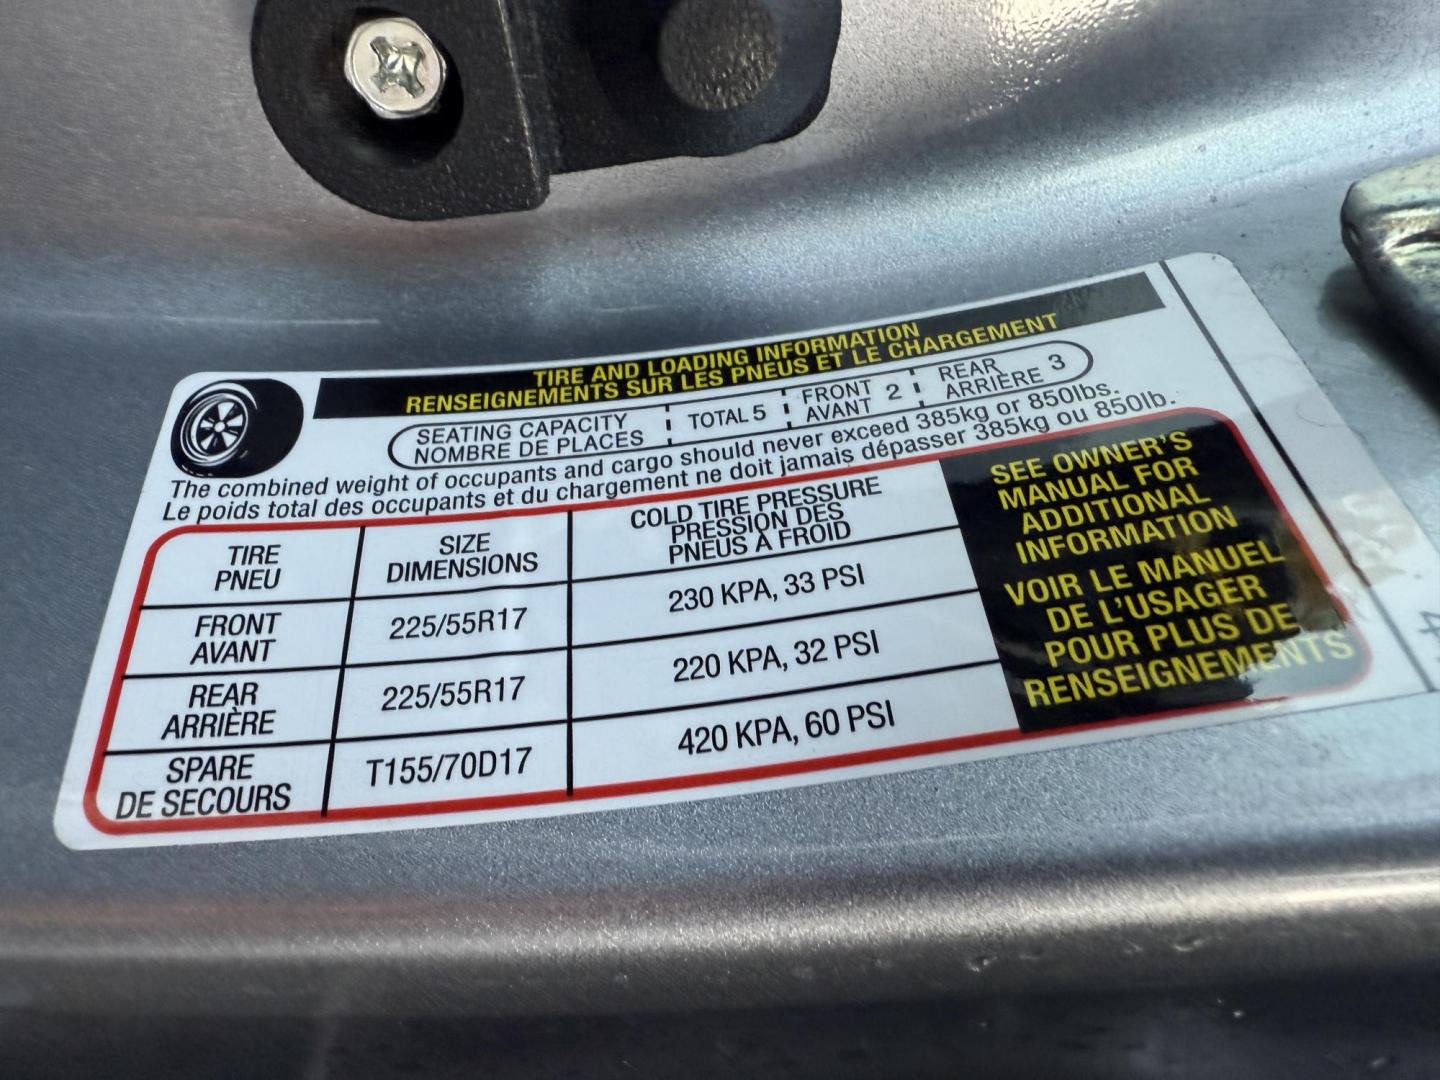 TIRE AND LOADING INFORMATION
RENSEIGNEMENTS SUR LES PNEUS ET LE CHARGEMENT
SEATING CAPACITY
NOMBRE DE PLACES
TOTAL 5
FRONT
AVANT 2
REAR
ARRIÈRE 3
The combined weight of occupants and cargo should never exceed 385kg or 850lbs.
Le poids total des occupants et du chargement ne doit jamais dépasser 385kg ou 850lb.
TIRE
PNEU
SIZE
DIMENSIONS
COLD TIRE PRESSURE
PRESSION DES
PNEUS A FROID
FRONT
AVANT
225/55R17
230 KPA, 33 PSI
REAR
ARRIÈRE
225/55R17
220 KPA, 32 PSI
SPARE
DE SECOURS
T155/70D17
420 KPA, 60 PSI
SEE OWNER'S
MANUAL FOR
ADDITIONAL
INFORMATION
VOIR LE MANUEL
DE L'USAGER
POUR PLUS DE
RENSEIGNEMENTS